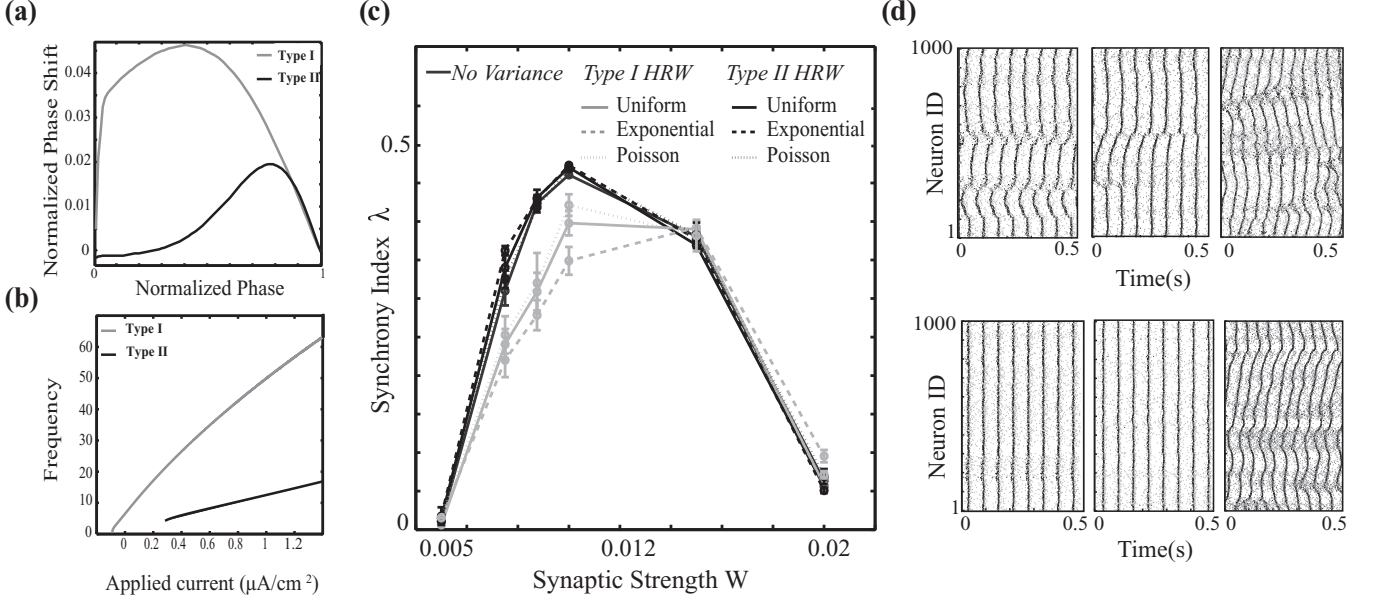 (a)
Normalized Phase Shift
0.04
0.03
0.02
0.01
0
Type I
Type II
0
1
Normalized Phase
(b)
Frequency
60
50
40
30
20
10
0
Type I
Type II
0
0.2
0.4
0.6
0.8
1
1.2
Applied current (μA/cm ²)
(c)
Synchrony Index λ
0.5
0
No Variance
Type I HRW
Uniform
Exponential
Poisson
Type II HRW
Uniform
Exponential
Poisson
0.005
0.012
0.02
Synaptic Strength W
(d)
Neuron ID
1000
1
0
0.5
0
0.5
0
0.5
Time(s)
Neuron ID
1000
1
0
0.5
0
0.5
0
0.5
Time(s)